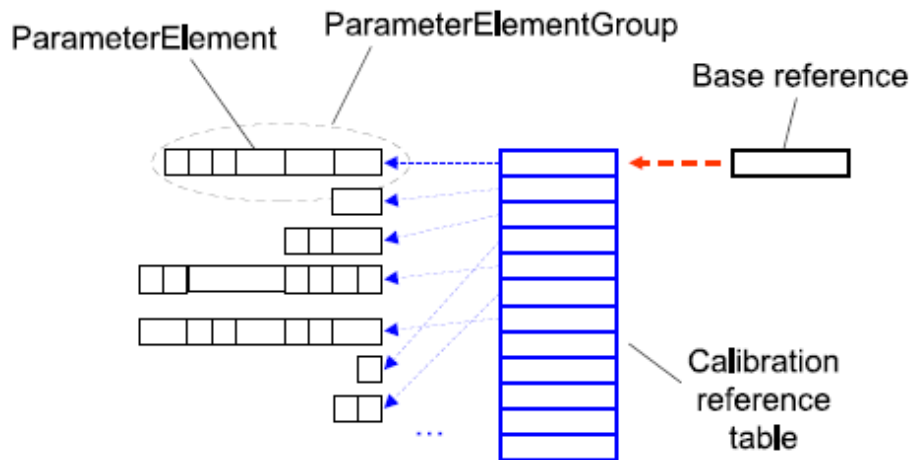 ParameterElement
ParameterElementGroup
Base reference
Calibration
reference
table
...